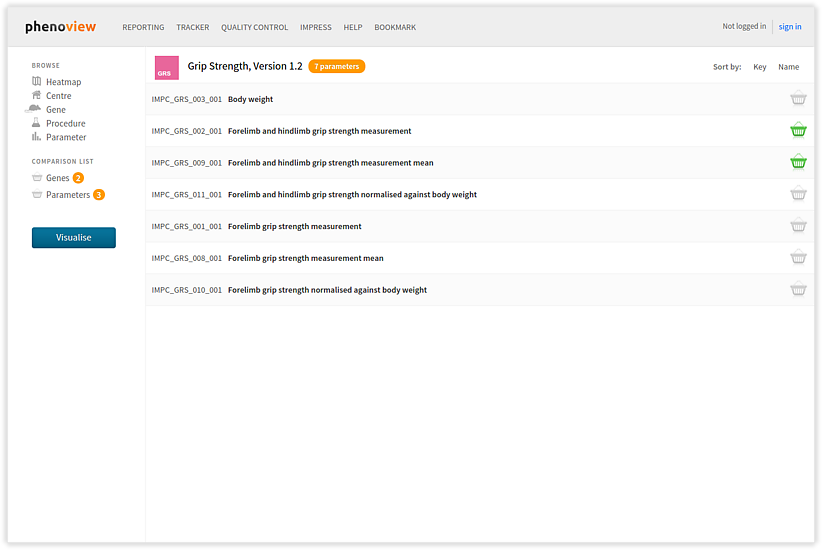 phenoview REPORTING TRACKER QUALITY CONTROL IMPRESS HELP BOOKMARK Not logged in sign in
BROWSE
Heatmap
Centre
Gene
Procedure
Parameter
COMPARISON LIST
Genes 2
Parameters 3
Visualise
GRS Grip Strength, Version 1.2 7 parameters Sort by: Key Name
IMPC_GRS_003_001 Body weight
IMPC_GRS_002_001 Forelimb and hindlimb grip strength measurement
IMPC_GRS_009_001 Forelimb and hindlimb grip strength measurement mean
IMPC_GRS_011_001 Forelimb and hindlimb grip strength normalised against body weight
IMPC_GRS_001_001 Forelimb grip strength measurement
IMPC_GRS_008_001 Forelimb grip strength measurement mean
IMPC_GRS_010_001 Forelimb grip strength normalised against body weight